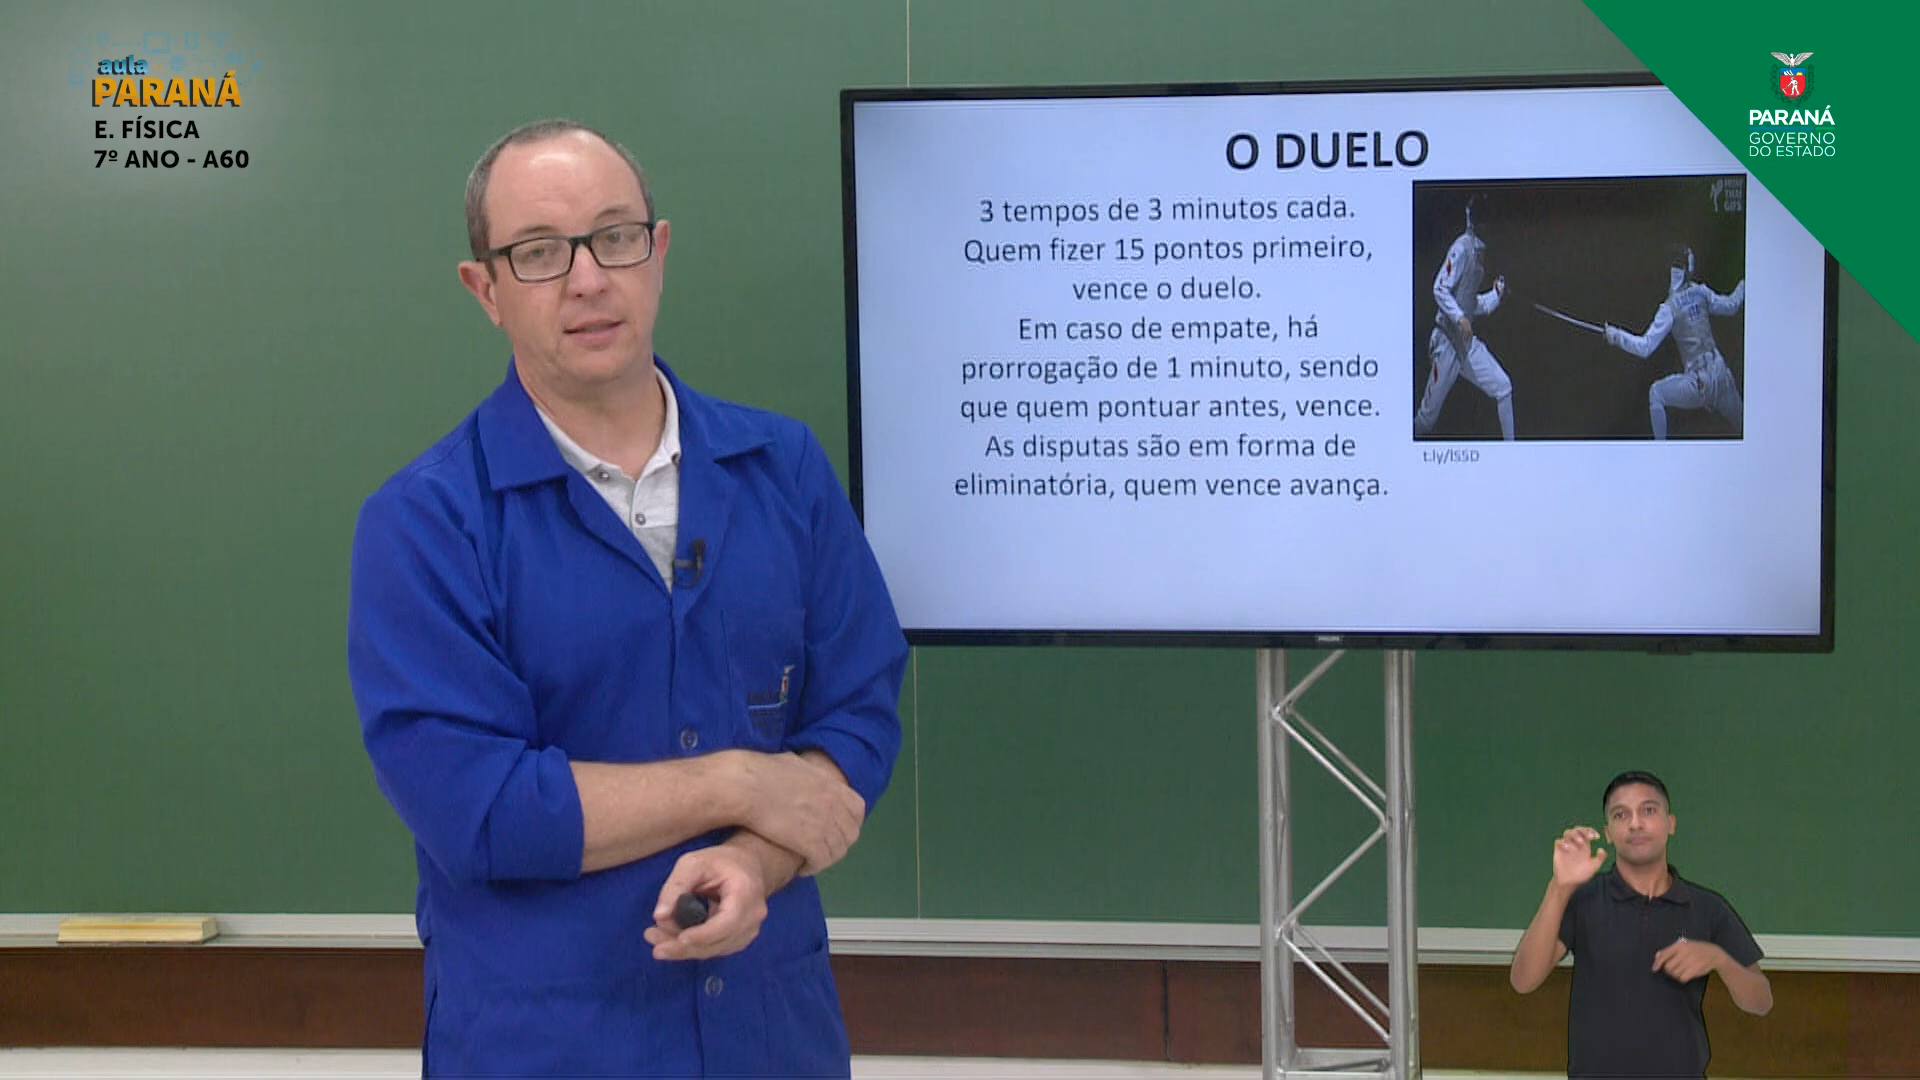 aula
PARANÁ
E. FÍSICA
7º ANO - A60
PARANÁ
GOVERNO
DO ESTADO
O DUELO
3 tempos de 3 minutos cada.
Quem fizer 15 pontos primeiro,
vence o duelo.
Em caso de empate, há
prorrogação de 1 minuto, sendo
que quem pontuar antes, vence.
As disputas são em forma de
eliminatória, quem vence avança.
PHILIPS